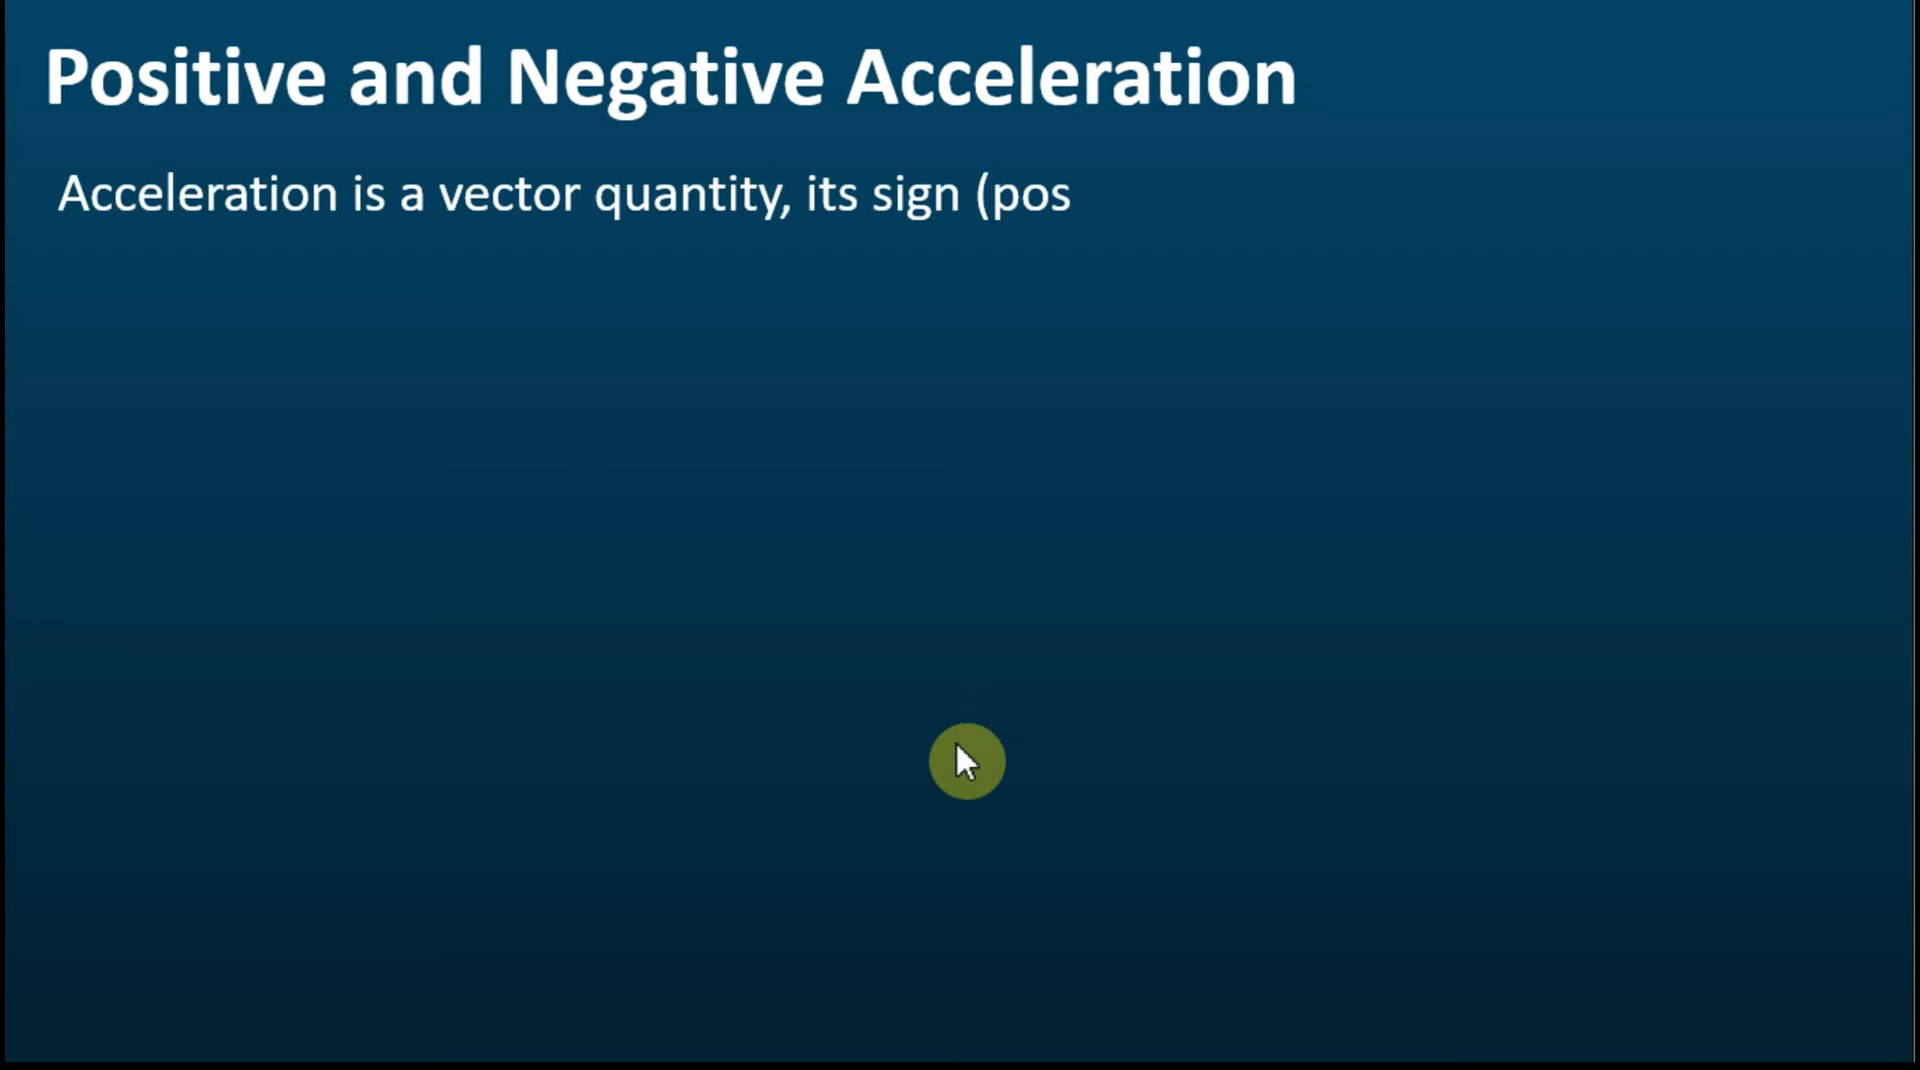 Positive and Negative Acceleration
Acceleration is a vector quantity, its sign (pos